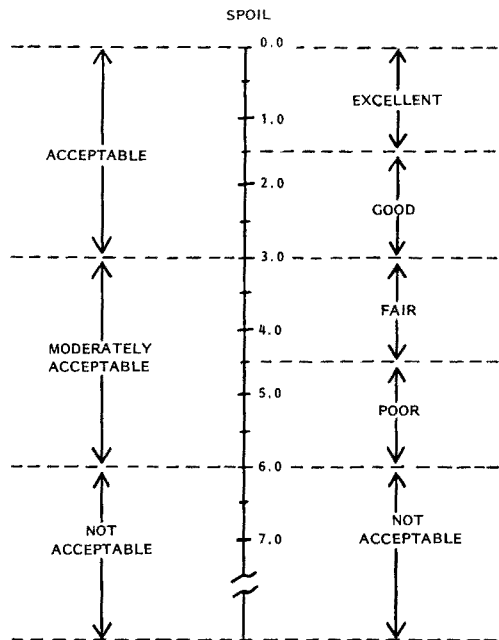 SPOIL
0.0
EXCELLENT
1.0
ACCEPTABLE
2.0
GOOD
3.0
FAIR
4.0
MODERATELY
ACCEPTABLE
5.0
POOR
6.0
NOT
ACCEPTABLE
NOT
ACCEPTABLE
7.0